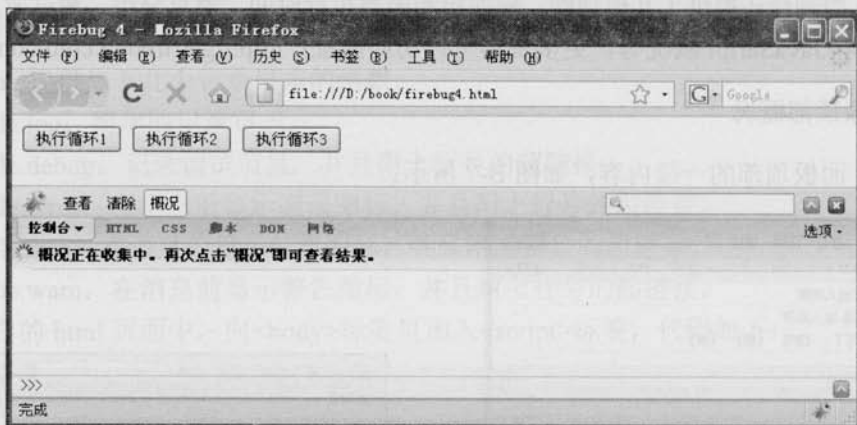 Firebug 4 - Mozilla Firefox
文件 (F) 编辑 (E) 查看 (V) 历史 (S) 书签 (B) 工具 (T) 帮助 (H)
file:///D:/book/firebug4.html Google
执行循环1 执行循环2 执行循环3
查看 清除 概况
控制台 HTML CSS 脚本 DOM 网络 选项
概况正在收集中。再次点击"概况"即可查看结果。
>>>
完成